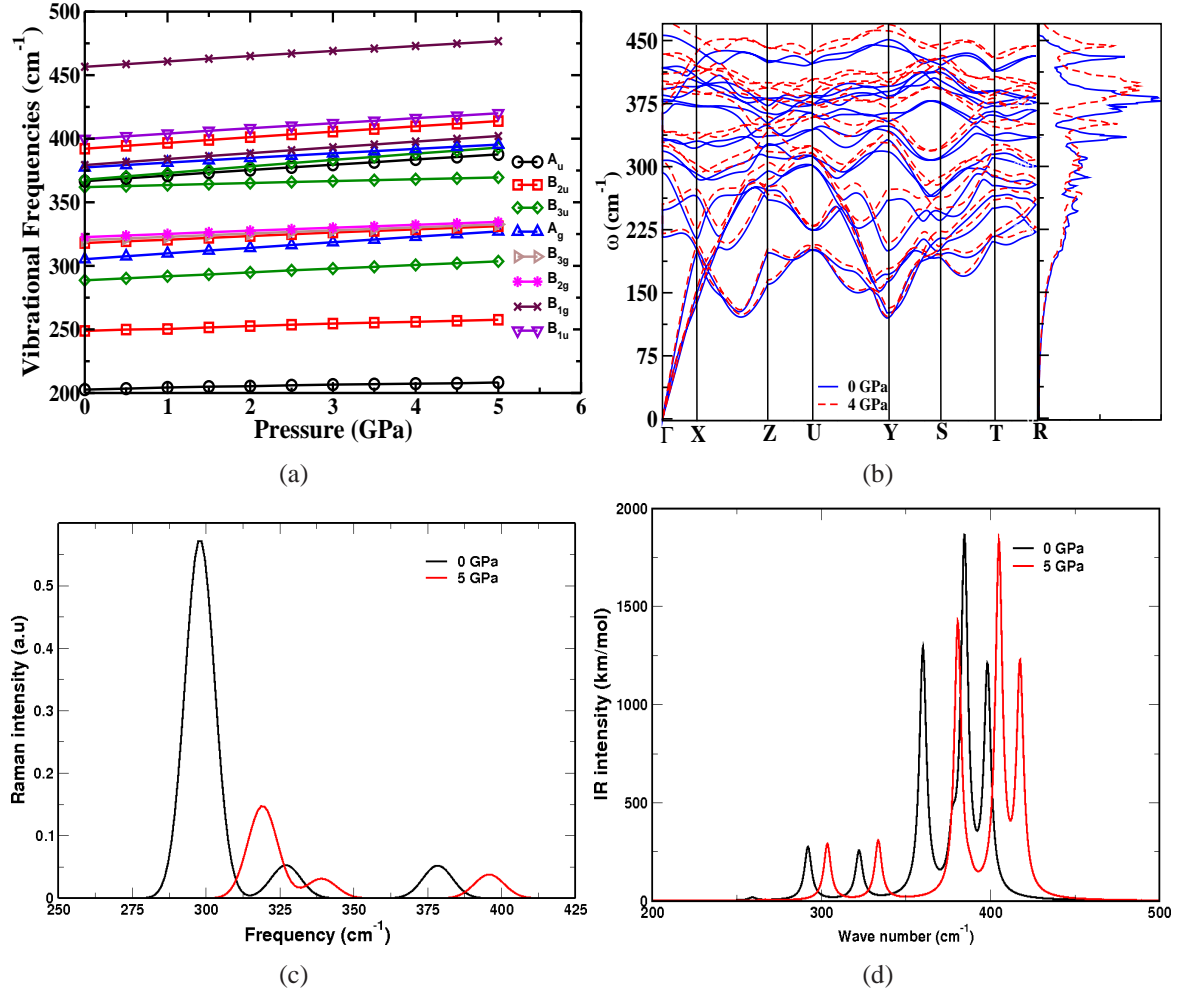 500
450
400
350
300
250
200
Vibrational Frequencies (cm⁻¹)
0 1 2 3 4 5 6
Pressure (GPa)
Aᵤ
B₂ᵤ
B₃ᵤ
A_g
B₃g
B₂g
B₁g
B₁ᵤ
(a)
450
375
300
225
150
75
0
ω (cm⁻¹)
0 GPa
4 GPa
Γ X Z U Y S T R
(b)
0.5
0.4
0.3
0.2
0.1
0
Raman intensity (a.u)
0 GPa
5 GPa
250 275 300 325 350 375 400 425
Frequency (cm⁻¹)
(c)
2000
1500
1000
500
0
IR intensity (km/mol)
0 GPa
5 GPa
200 300 400 500
Wave number (cm⁻¹)
(d)